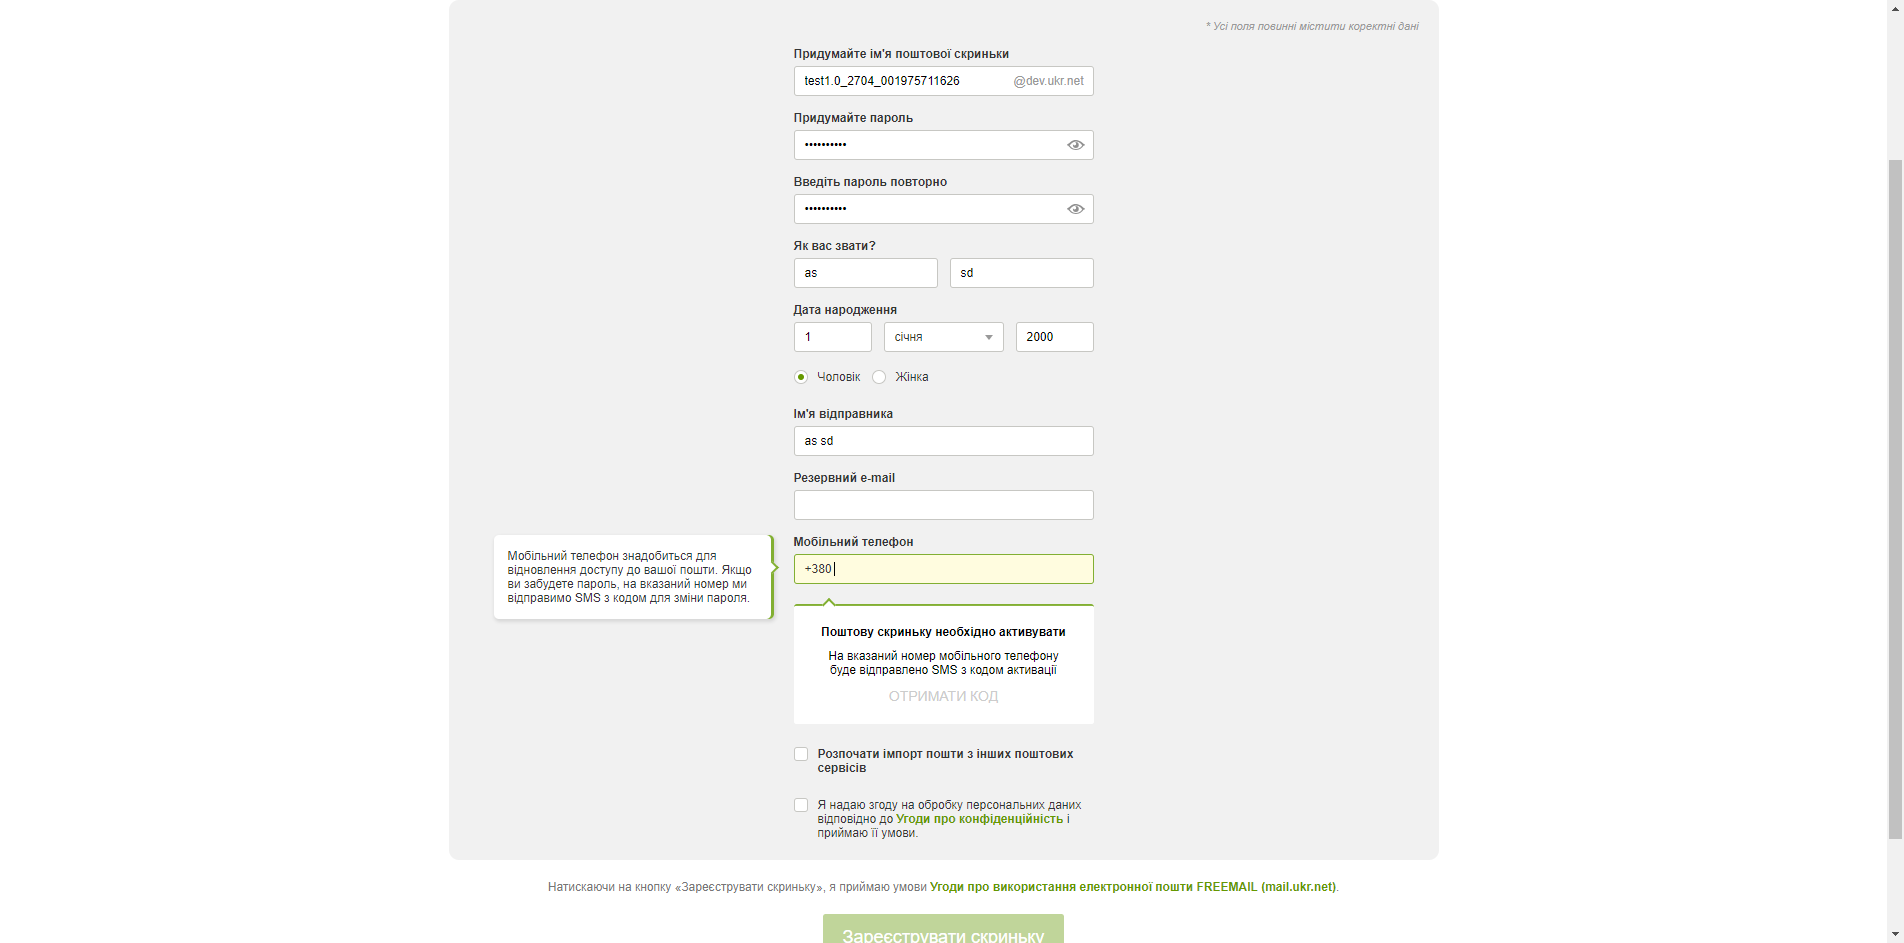 * Усі поля повинні містити коректні дані
Придумайте ім'я поштової скриньки
test1.0_2704_001975711626 @dev.ukr.net
Придумайте пароль
••••••••••
Введіть пароль повторно
••••••••••
Як вас звати?
as sd
Дата народження
1 січня 2000
Чоловік Жінка
Ім'я відправника
as sd
Резервний e-mail
Мобільний телефон
+380
Мобільний телефон знадобиться для
відновлення доступу до вашої пошти. Якщо
ви забудете пароль, на вказаний номер ми
відправимо SMS з кодом для зміни пароля.
Поштову скриньку необхідно активувати
На вказаний номер мобільного телефону
буде відправлено SMS з кодом активації
ОТРИМАТИ КОД
Розпочати імпорт пошти з інших поштових
сервісів
Я надаю згоду на обробку персональних даних
відповідно до Угоди про конфіденційність і
приймаю її умови.
Натискаючи на кнопку «Зареєструвати скриньку», я приймаю умови Угоди про використання електронної пошти FREEMAIL (mail.ukr.net).
Зареєструвати скриньку